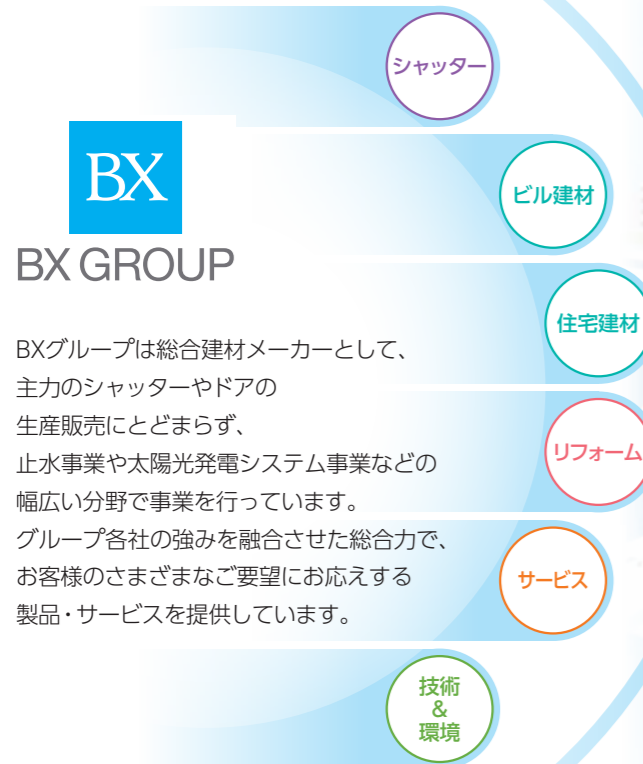 シャッター
BX
BX GROUP
ビル建材
住宅建材
BXグループは総合建材メーカーとして、
主力のシャッターやドアの
生産販売にとどまらず、
止水事業や太陽光発電システム事業などの
幅広い分野で事業を行っています。
グループ各社の強みを融合させた総合力で、
お客様のさまざまなご要望にお応えする
製品・サービスを提供しています。
リフォーム
サービス
技術
&
環境